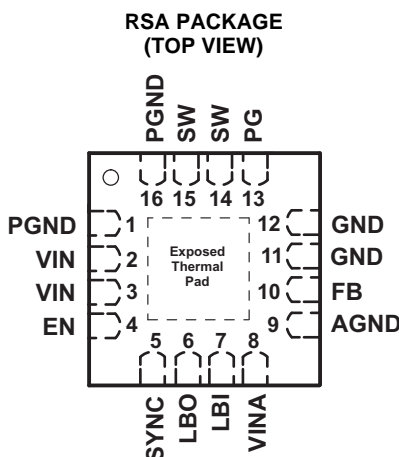 RSA PACKAGE
(TOP VIEW)
PGND
SW
SW
PG
16
15
14
13
PGND 1
VIN 2
VIN 3
EN 4
12 GND
11 GND
10 FB
9 AGND
Exposed
Thermal
Pad
5
6
7
8
SYNC
LBO
LBI
VINA